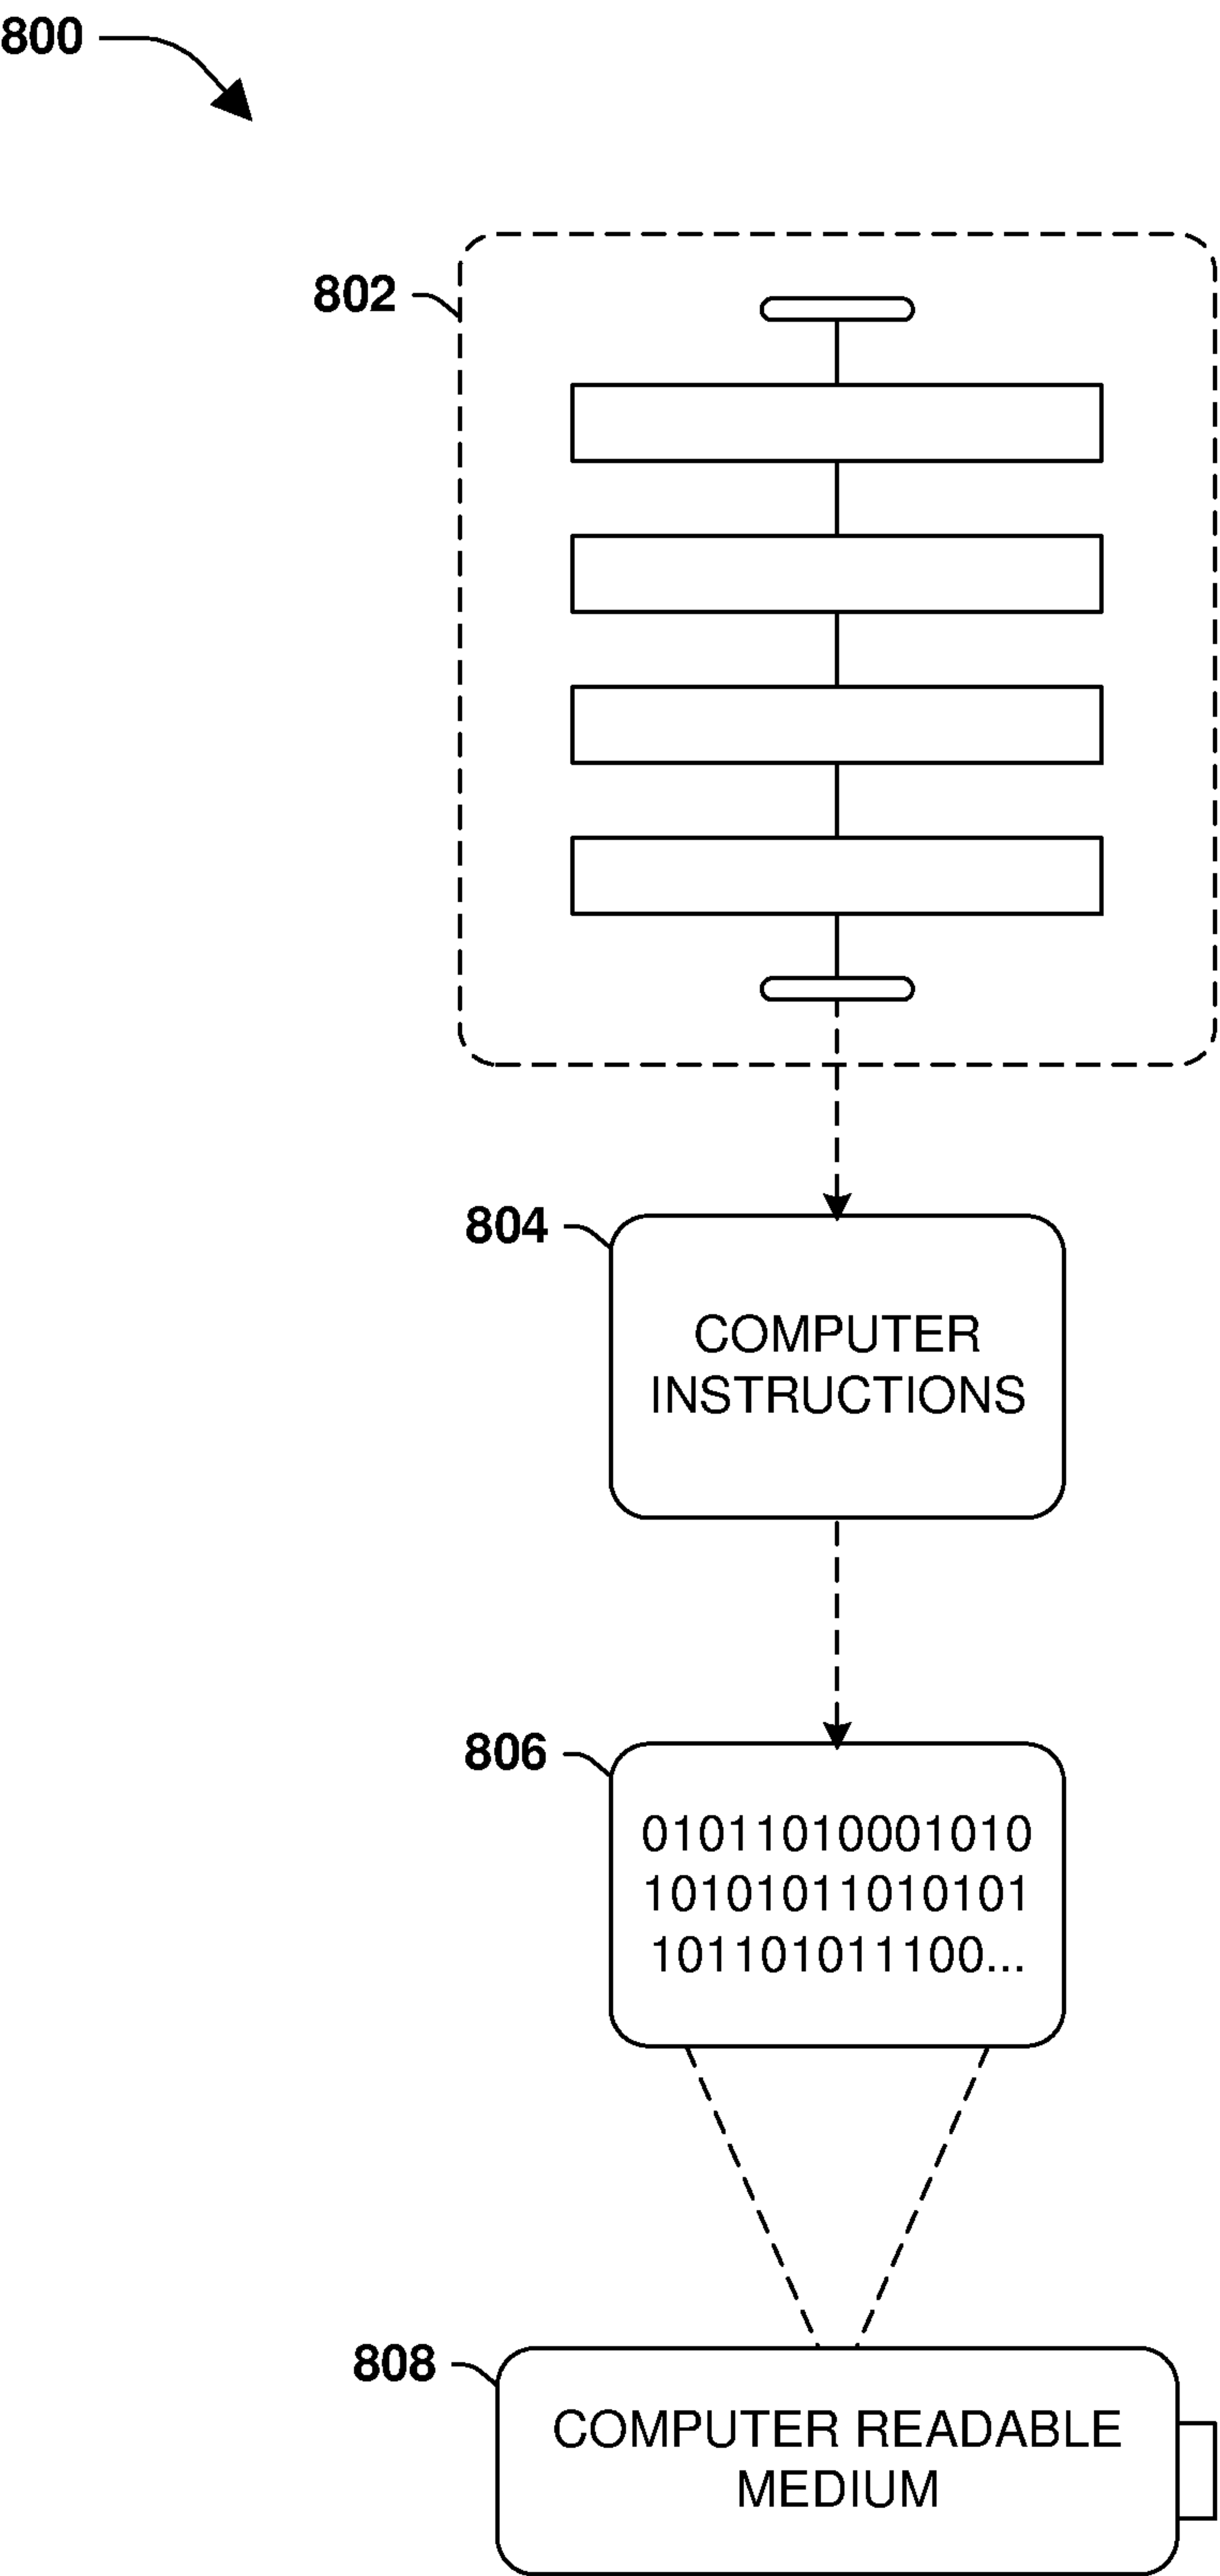 800
802
804
COMPUTER
INSTRUCTIONS
806
01011010001010
10101011010101
101101011100...
808
COMPUTER READABLE
MEDIUM